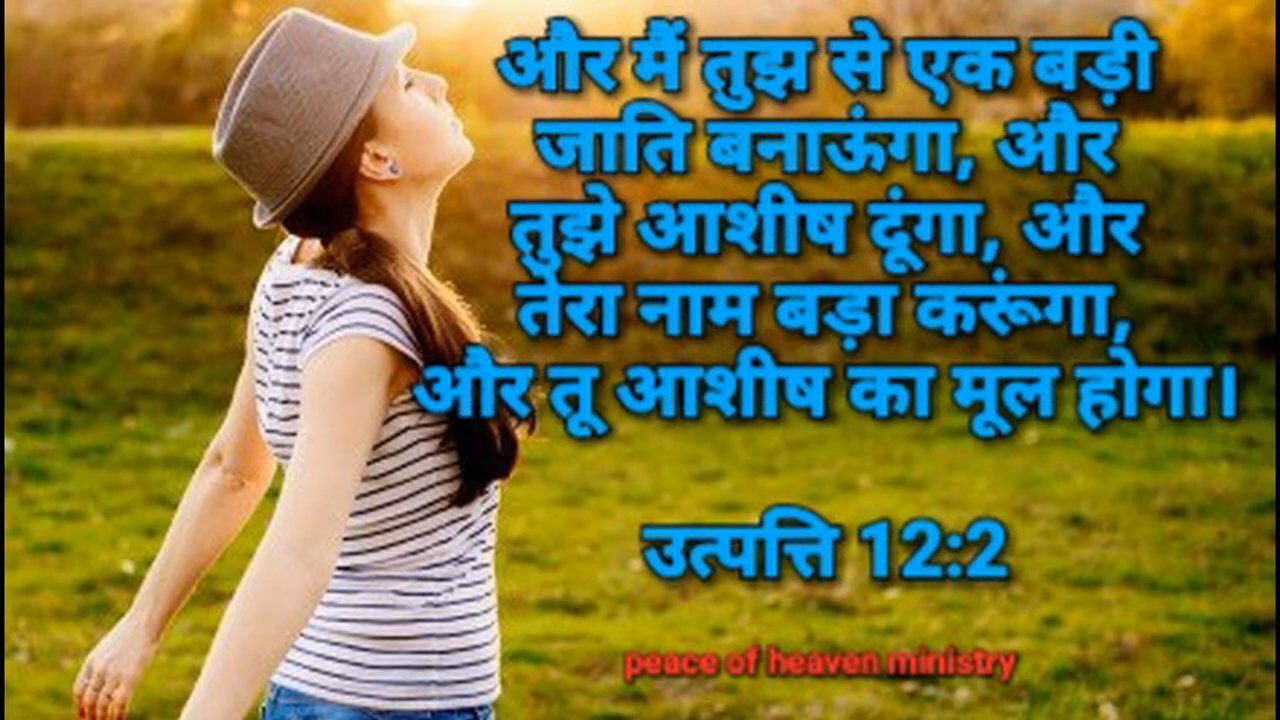 और मैं तुझ से एक बड़ी
जाति बनाऊंगा, और
तुझे आशीष दूंगा, और
तेरा नाम बड़ा करूंगा,
और तू आशीष का मूल होगा।
उत्पत्ति 12:2
peace of heaven ministry